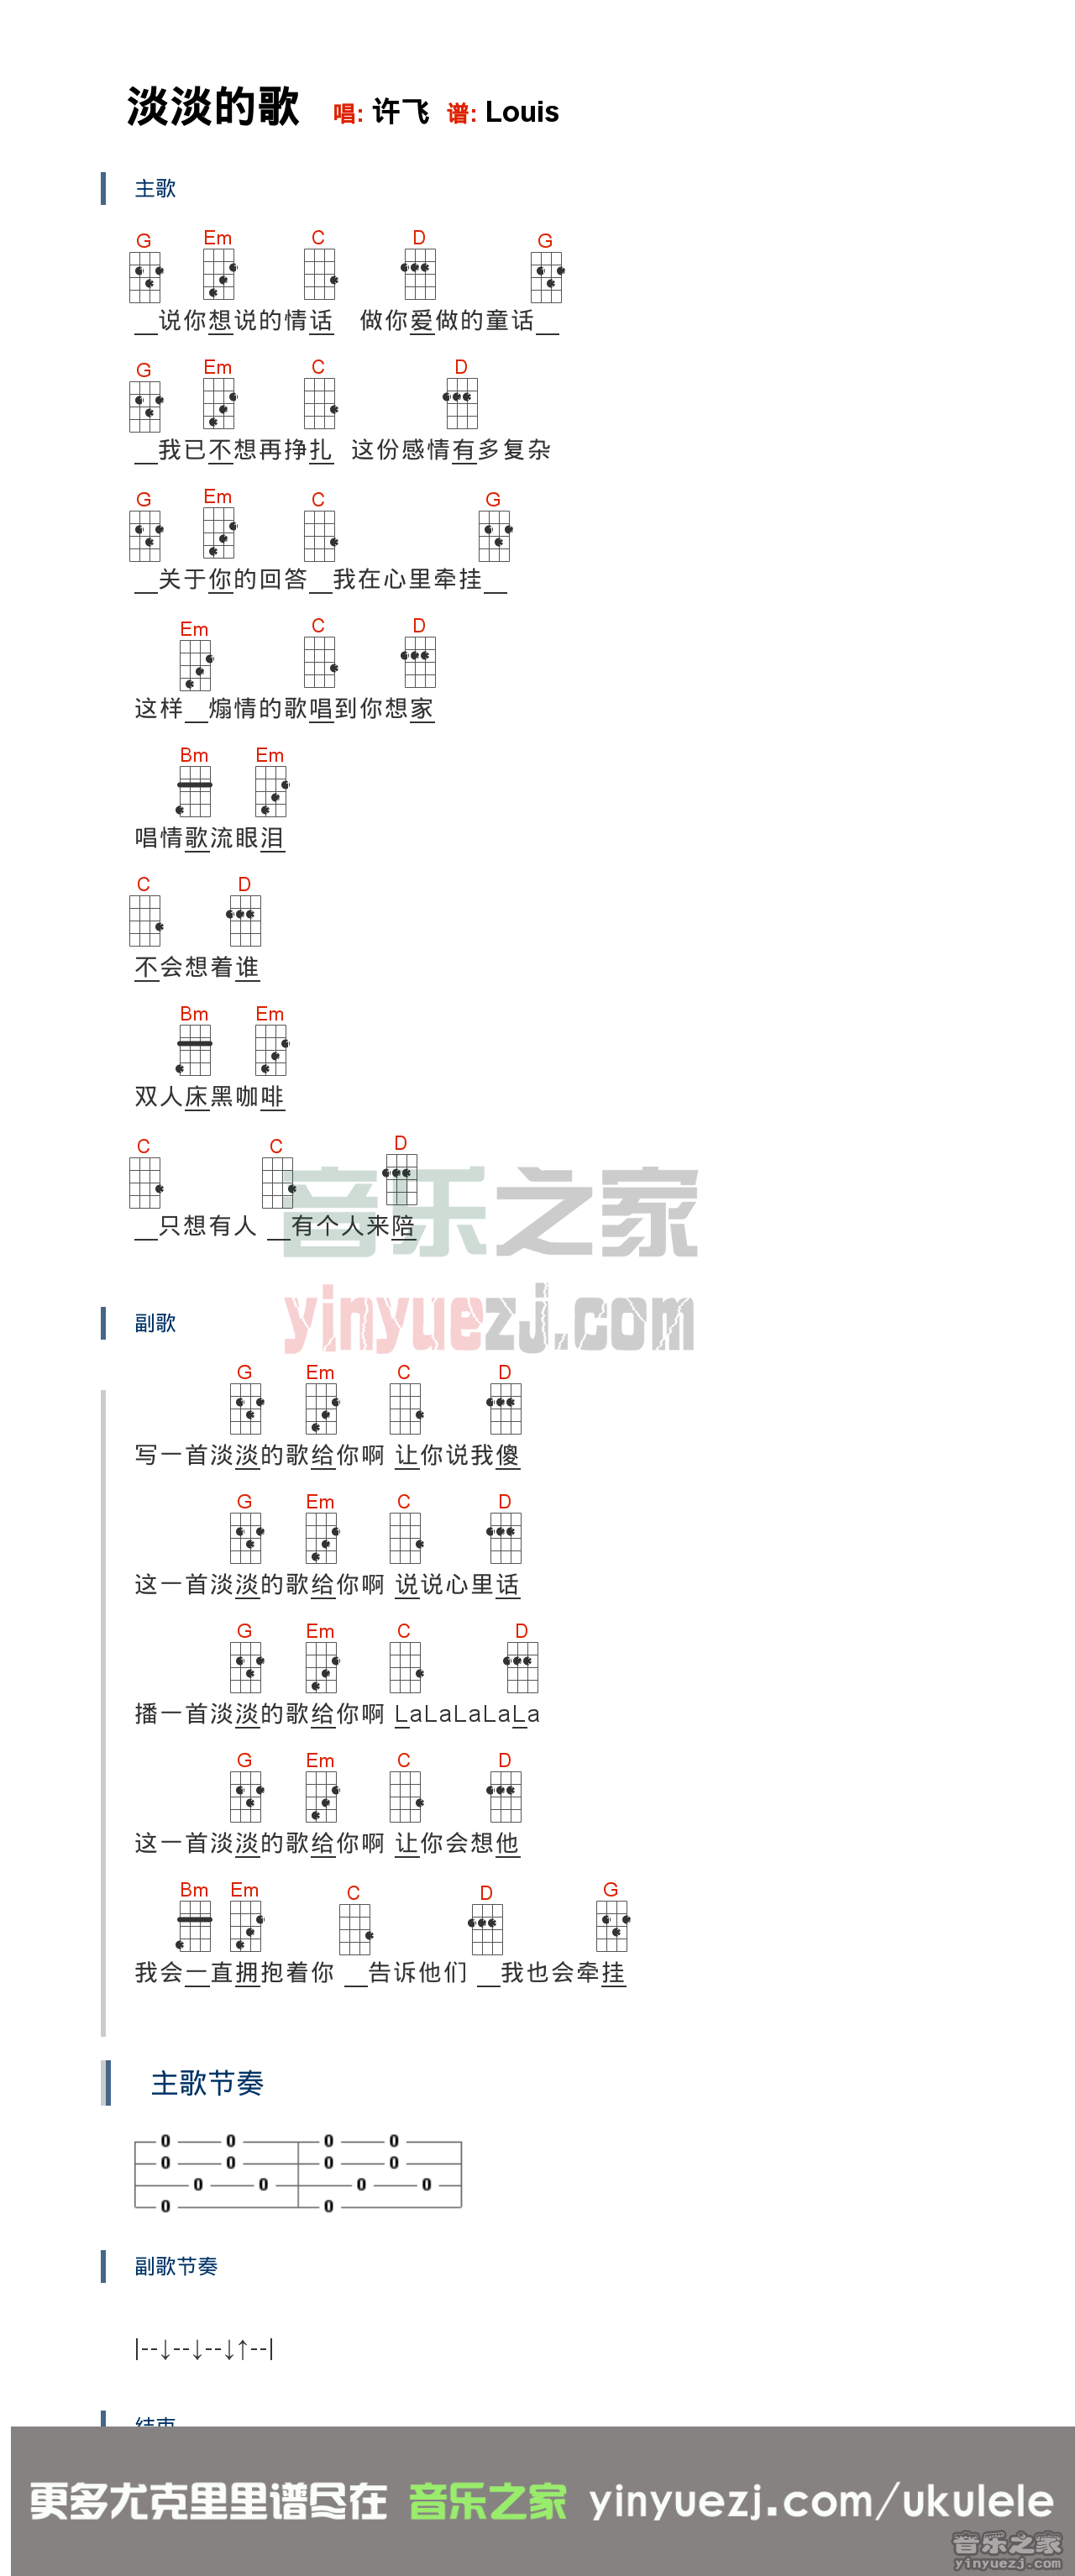 淡淡的歌 唱: 许飞 谱: Louis
主歌
G Em C D G
__说你想说的情话 做你爱做的童话__
G Em C D
__我已不想再挣扎 这份感情有多复杂
G Em C G
__关于你的回答__我在心里牵挂__
Em C D
这样__煽情的歌唱到你想家
Bm Em
唱情歌流眼泪
C D
不会想着谁
Bm Em
双人床黑咖啡
C C D
__只想有人 __有个人来陪
音乐之家
yinyuezj.com
副歌
G Em C D
写一首淡淡的歌给你啊 让你说我傻
G Em C D
这一首淡淡的歌给你啊 说说心里话
G Em C D
播一首淡淡的歌给你啊 LaLaLaLaLa
G Em C D
这一首淡淡的歌给你啊 让你会想他
Bm Em C D G
我会一直拥抱着你 __告诉他们 __我也会牵挂
主歌节奏
0 0 0 0
0 0 0 0
0 0 0 0
0 0
副歌节奏
|--↓--↓--↓↑--|
结束
更多尤克里里谱尽在 音乐之家 yinyuezj.com/ukulele
音乐之家
yinyuezj.com